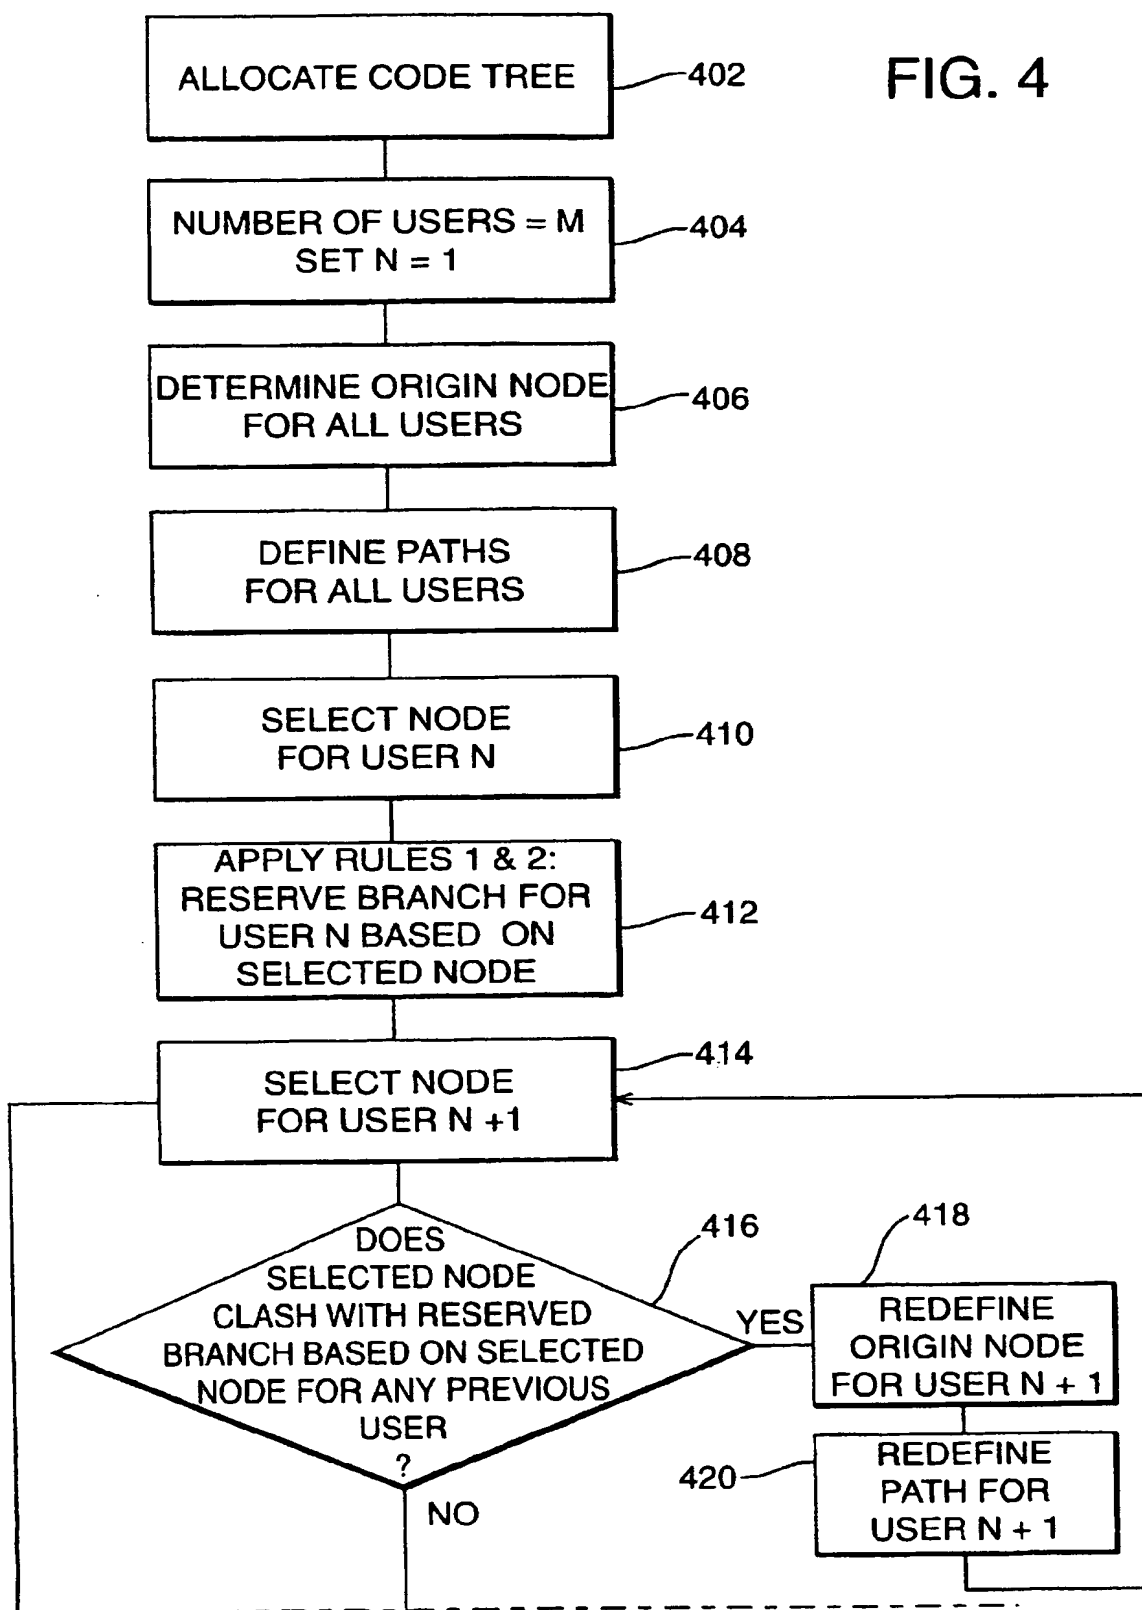 FIG. 4
ALLOCATE CODE TREE
402
NUMBER OF USERS = M
SET N = 1
404
DETERMINE ORIGIN NODE
FOR ALL USERS
406
DEFINE PATHS
FOR ALL USERS
408
SELECT NODE
FOR USER N
410
APPLY RULES 1 & 2:
RESERVE BRANCH FOR
USER N BASED ON
SELECTED NODE
412
SELECT NODE
FOR USER N +1
414
DOES
SELECTED NODE
CLASH WITH RESERVED
BRANCH BASED ON SELECTED
NODE FOR ANY PREVIOUS
USER
?
416
YES
NO
418
REDEFINE
ORIGIN NODE
FOR USER N + 1
420
REDEFINE
PATH FOR
USER N + 1